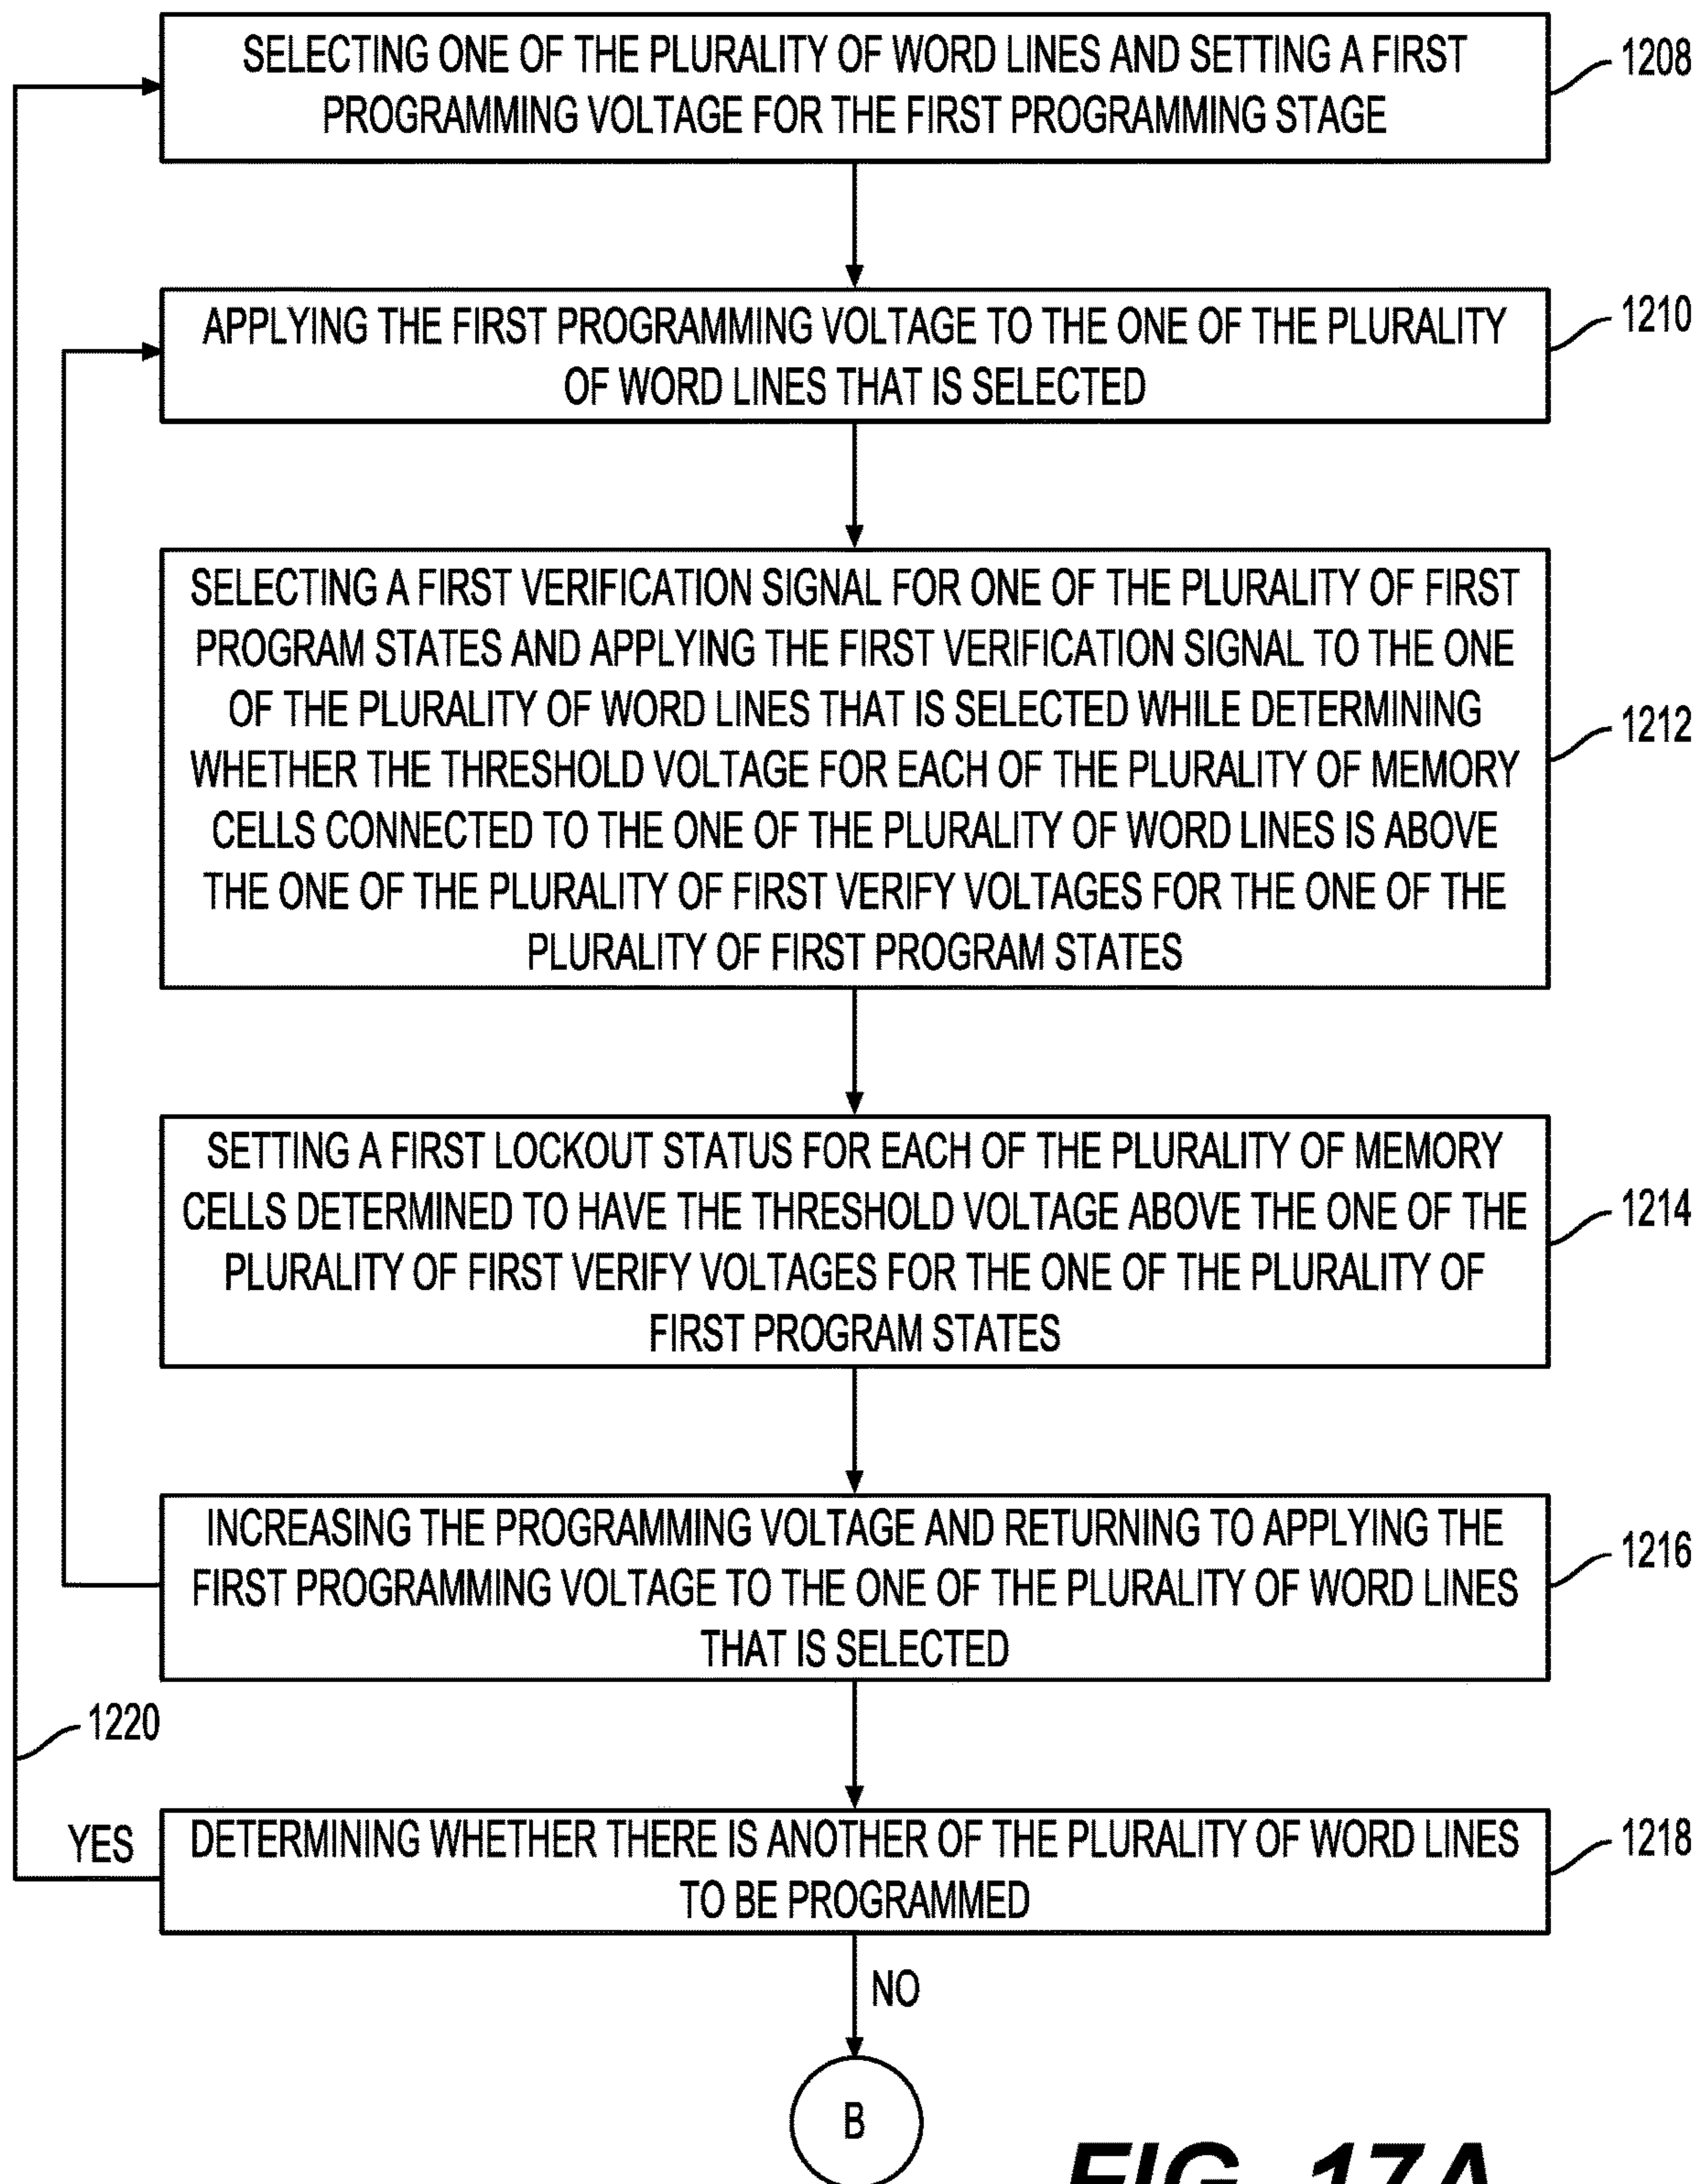 SELECTING ONE OF THE PLURALITY OF WORD LINES AND SETTING A FIRST
PROGRAMMING VOLTAGE FOR THE FIRST PROGRAMMING STAGE
1208
APPLYING THE FIRST PROGRAMMING VOLTAGE TO THE ONE OF THE PLURALITY
OF WORD LINES THAT IS SELECTED
1210
SELECTING A FIRST VERIFICATION SIGNAL FOR ONE OF THE PLURALITY OF FIRST
PROGRAM STATES AND APPLYING THE FIRST VERIFICATION SIGNAL TO THE ONE
OF THE PLURALITY OF WORD LINES THAT IS SELECTED WHILE DETERMINING
WHETHER THE THRESHOLD VOLTAGE FOR EACH OF THE PLURALITY OF MEMORY
CELLS CONNECTED TO THE ONE OF THE PLURALITY OF WORD LINES IS ABOVE
THE ONE OF THE PLURALITY OF FIRST VERIFY VOLTAGES FOR THE ONE OF THE
PLURALITY OF FIRST PROGRAM STATES
1212
SETTING A FIRST LOCKOUT STATUS FOR EACH OF THE PLURALITY OF MEMORY
CELLS DETERMINED TO HAVE THE THRESHOLD VOLTAGE ABOVE THE ONE OF THE
PLURALITY OF FIRST VERIFY VOLTAGES FOR THE ONE OF THE PLURALITY OF
FIRST PROGRAM STATES
1214
INCREASING THE PROGRAMMING VOLTAGE AND RETURNING TO APPLYING THE
FIRST PROGRAMMING VOLTAGE TO THE ONE OF THE PLURALITY OF WORD LINES
THAT IS SELECTED
1216
1220
YES
DETERMINING WHETHER THERE IS ANOTHER OF THE PLURALITY OF WORD LINES
TO BE PROGRAMMED
1218
NO
B
FIG. 17A